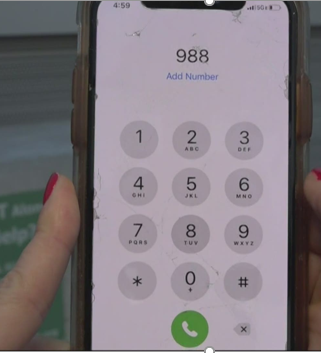 4:59
988
Add Number
1
2 ABC
3 DEF
4 GHI
5 JKL
6 MNO
7 PQRS
8 TUV
9 WXYZ
*
0 +
#